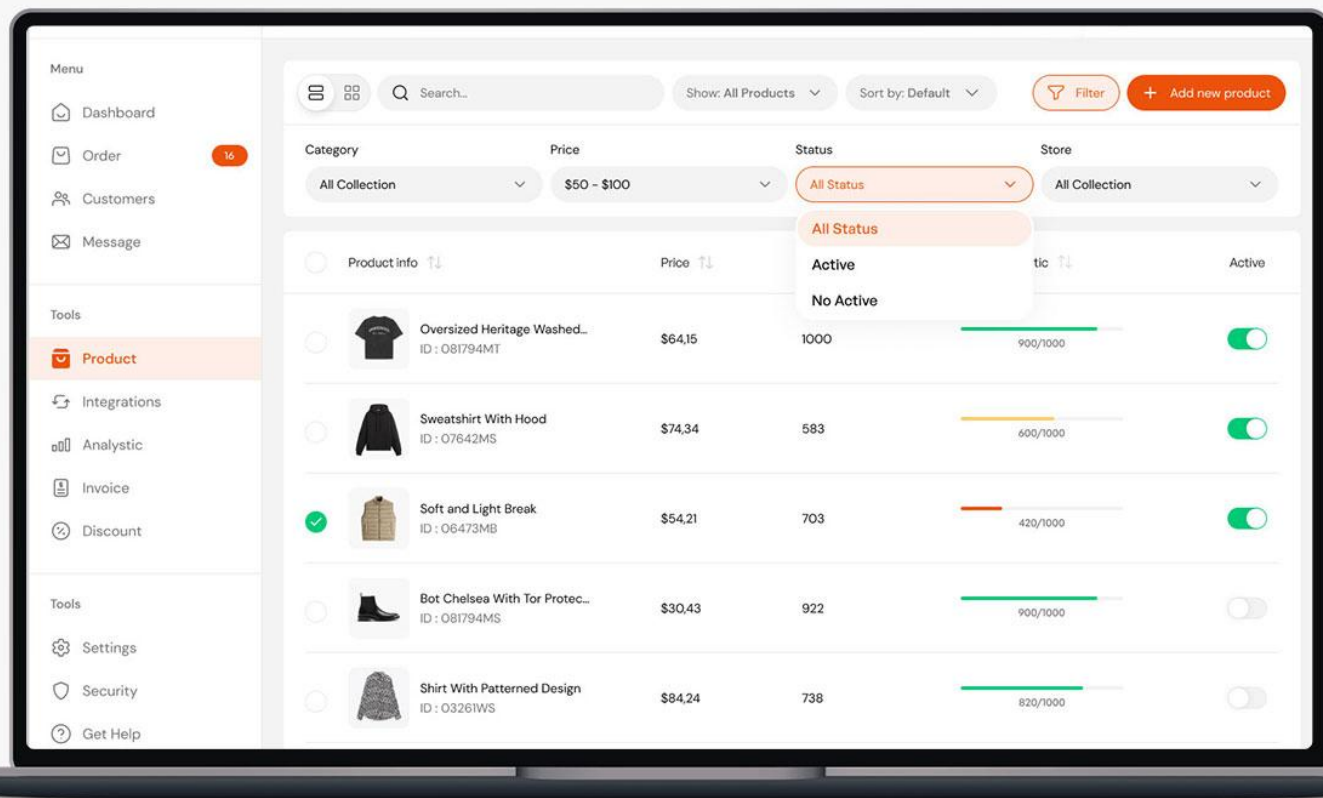 Menu
Dashboard
Order 16
Customers
Message
Tools
Product
Integrations
Analystic
Invoice
Discount
Tools
Settings
Security
Get Help
Search...
Show: All Products
Sort by: Default
Filter
+ Add new product
Category
Price
Status
Store
All Collection
$50 - $100
All Status
All Collection
All Status
Active
No Active
Product info
Price
tic
Active
Oversized Heritage Washed...
ID : 081794MT
$64,15
1000
900/1000
Sweatshirt With Hood
ID : 07642MS
$74,34
583
600/1000
Soft and Light Break
ID : 06473MB
$54,21
703
420/1000
Bot Chelsea With Tor Protec...
ID : 081794MS
$30,43
922
900/1000
Shirt With Patterned Design
ID : 03261WS
$84,24
738
820/1000